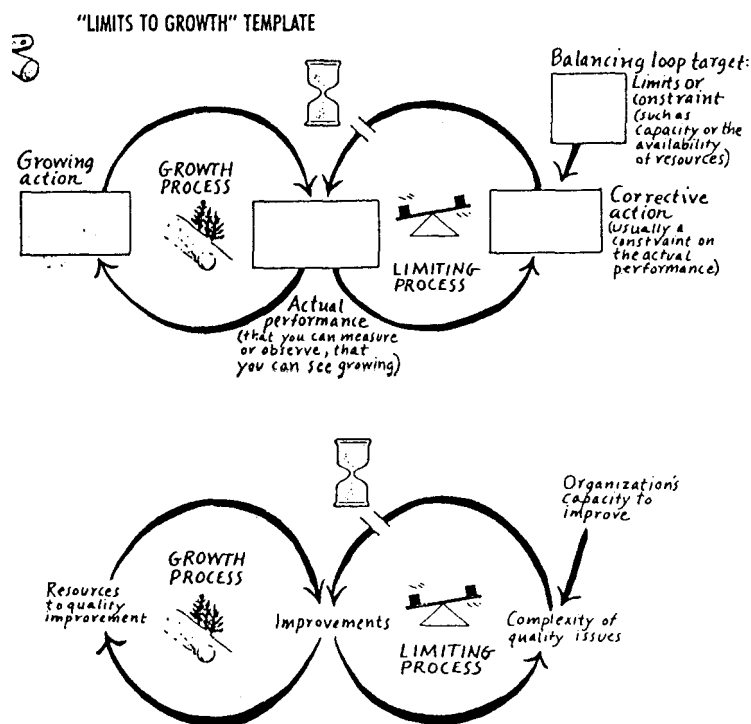 "LIMITS TO GROWTH" TEMPLATE
Balancing loop target:
Limits or
constraint
(such as
capacity or the
availability
of resources)
Growing
action
GROWTH
PROCESS
LIMITING
PROCESS
Corrective
action
(usually a
constraint on
the actual
performance)
Actual
performance
(that you can measure
or observe, that
you can see growing)
Organization's
capacity to
improve
GROWTH
PROCESS
Resources
to quality
improvement
Improvements
LIMITING
PROCESS
Complexity of
quality issues